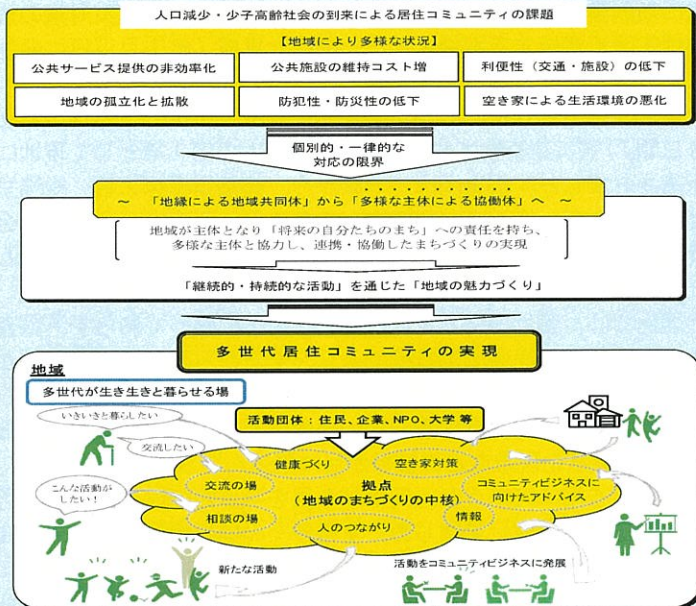 人口減少・少子高齢社会の到来による居住コミュニティの課題
【地域により多様な状況】
公共サービス提供の非効率化
公共施設の維持コスト増
利便性（交通・施設）の低下
地域の孤立化と拡散
防犯性・防災性の低下
空き家による生活環境の悪化
個別的・一律的な
対応の限界
～ 「地縁による地域共同体」から「多様な主体による協働体」へ ～
地域が主体となり「将来の自分たちのまち」への責任を持ち、
多様な主体と協力し、連携・協働したまちづくりの実現
「継続的・持続的な活動」を通じた「地域の魅力づくり」
多世代居住コミュニティの実現
地域
多世代が生き生きと暮らせる場
いきいきと暮らしたい
活動団体：住民、企業、NPO、大学 等
交流したい
健康づくり
空き家対策
こんな活動が
したい！
交流の場
拠点
（地域のまちづくりの中核）
コミュニティビジネスに
向けたアドバイス
相談の場
人のつながり
情報
新たな活動
活動をコミュニティビジネスに発展